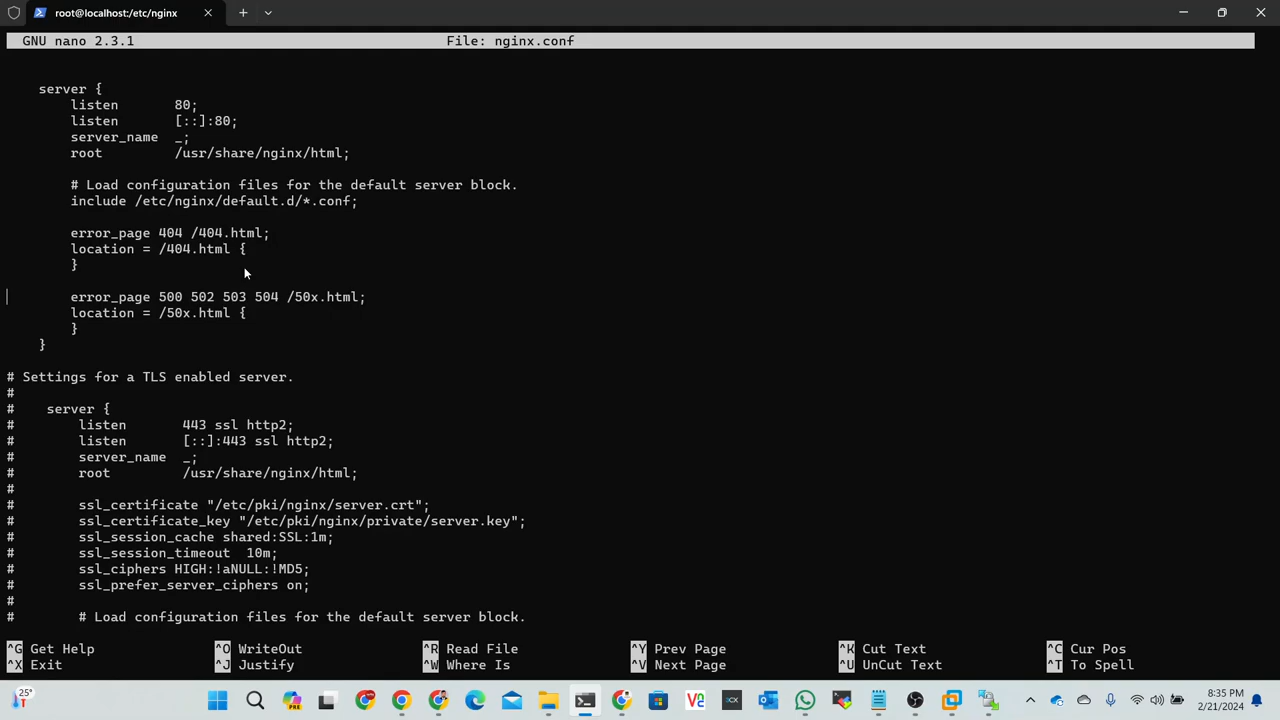 root@localhost:/etc/nginx
GNU nano 2.3.1 File: nginx.conf
server {
listen 80;
listen [::]:80;
server_name _;
root /usr/share/nginx/html;
# Load configuration files for the default server block.
include /etc/nginx/default.d/*.conf;
error_page 404 /404.html;
location = /404.html {
}
error_page 500 502 503 504 /50x.html;
location = /50x.html {
}
}
# Settings for a TLS enabled server.
#
# server {
# listen 443 ssl http2;
# listen [::]:443 ssl http2;
# server_name _;
# root /usr/share/nginx/html;
#
# ssl_certificate "/etc/pki/nginx/server.crt";
# ssl_certificate_key "/etc/pki/nginx/private/server.key";
# ssl_session_cache shared:SSL:1m;
# ssl_session_timeout 10m;
# ssl_ciphers HIGH:!aNULL:!MD5;
# ssl_prefer_server_ciphers on;
#
# # Load configuration files for the default server block.
^G Get Help ^O WriteOut ^R Read File ^Y Prev Page ^K Cut Text ^C Cur Pos
^X Exit ^J Justify ^W Where Is ^V Next Page ^U UnCut Text ^T To Spell
25° 8:35 PM
2/21/2024